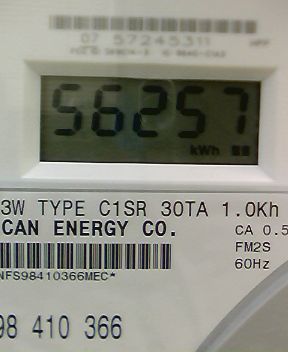 07 57245311
56257
kWh
3W TYPE C1SR 30TA 1.0Kh
CAN ENERGY CO.
CA 0.5
FM2S
60Hz
NFS98410366MEC*
98 410 366